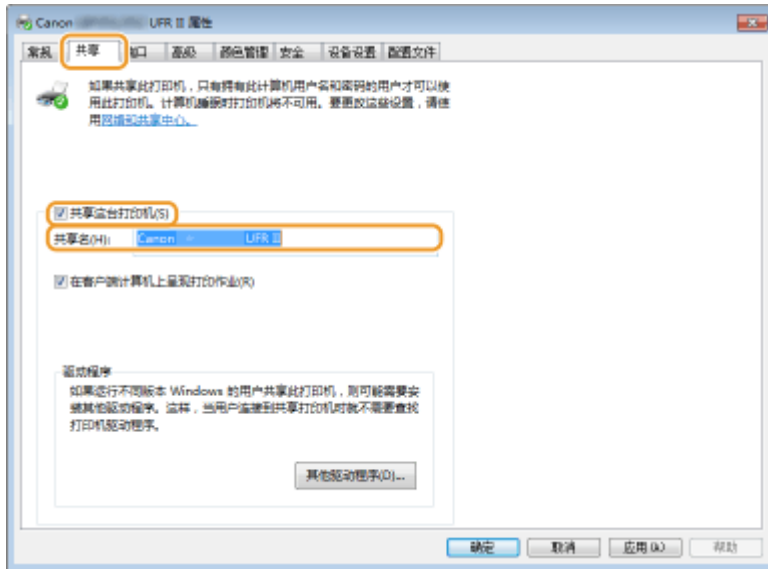 Canon UFR II 属性
常规 共享 端口 高级 颜色管理 安全 设备设置 配置文件
如果共享此打印机，只有拥有此计算机用户名和密码的用户才可以使
用此打印机。计算机睡眠时打印机将不可用。要更改这些设置，请使
用网络和共享中心。
共享这台打印机(S)
共享名(H): Canon UFR II
在客户端计算机上呈现打印作业(R)
驱动程序
如果运行不同版本 Windows 的用户共享此打印机，则可能需要安
装其他驱动程序。这样，当用户连接到共享打印机时就不需要查找
打印机驱动程序。
其他驱动程序(D)...
确定 取消 应用(A) 帮助